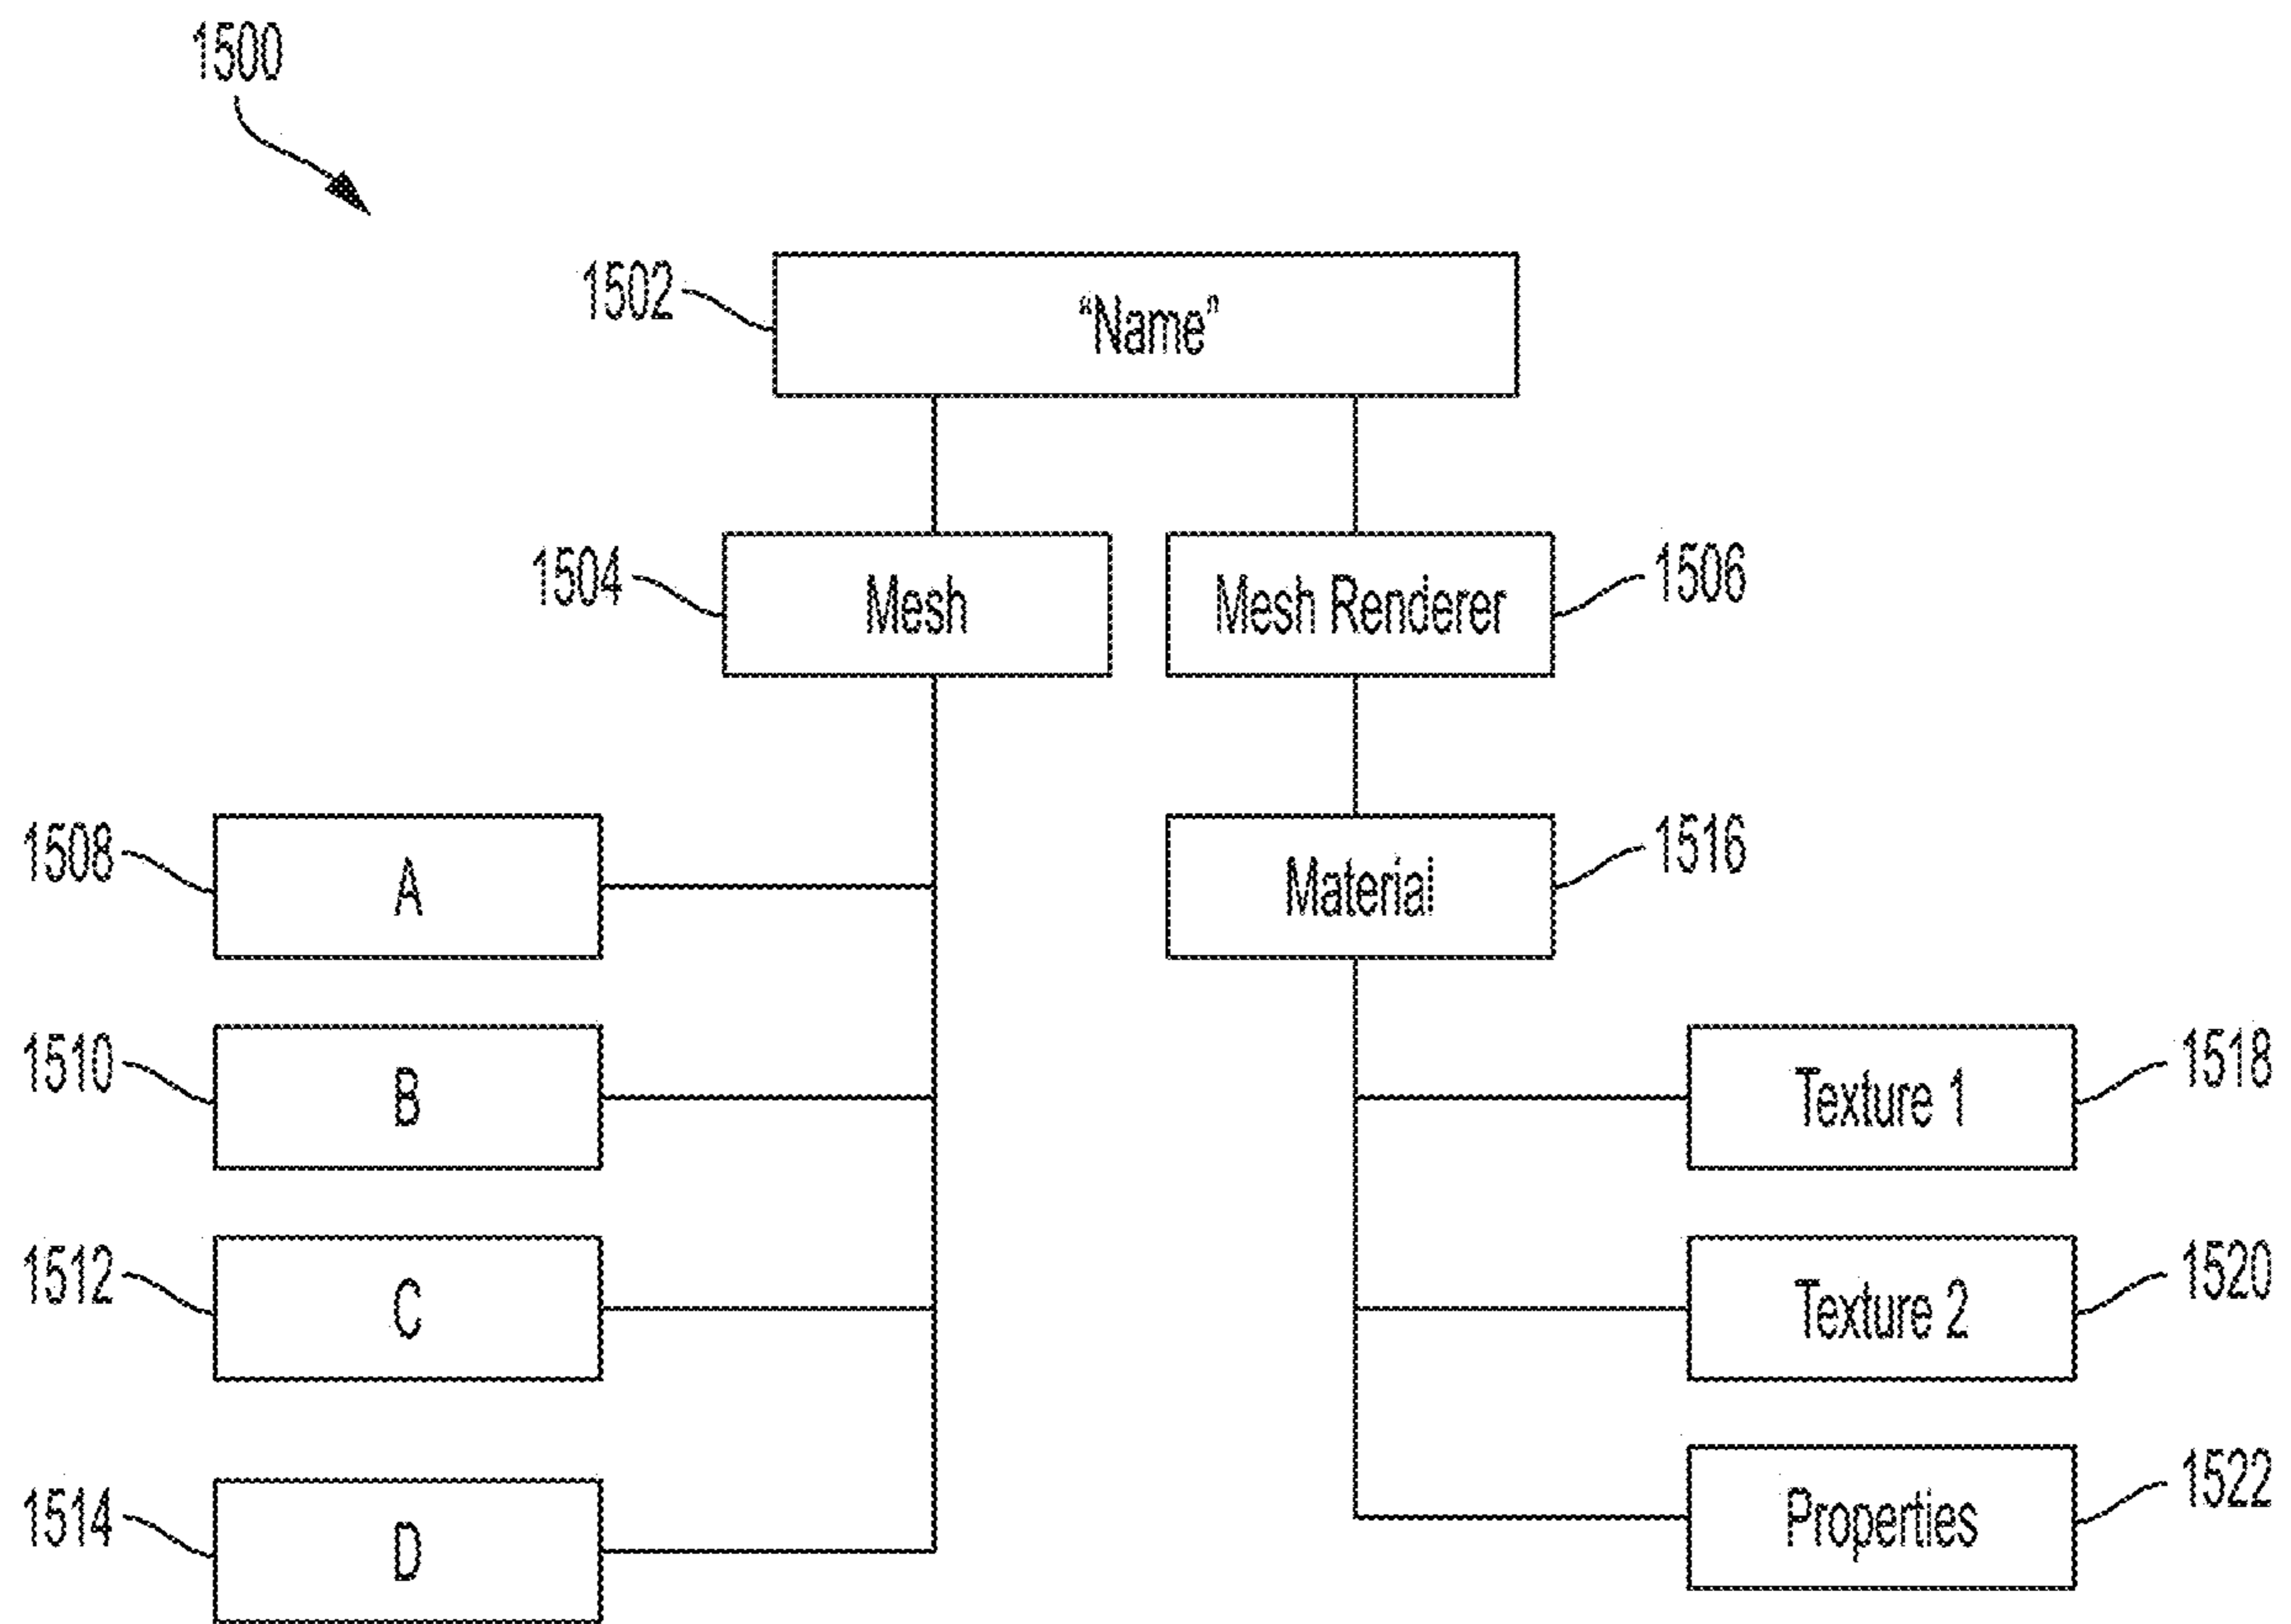 1500
1502
“Name”
1504
Mesh
Mesh Renderer
1506
1508
A
Material
1516
1510
B
Texture 1
1518
1512
C
Texture 2
1520
1514
D
Properties
1522